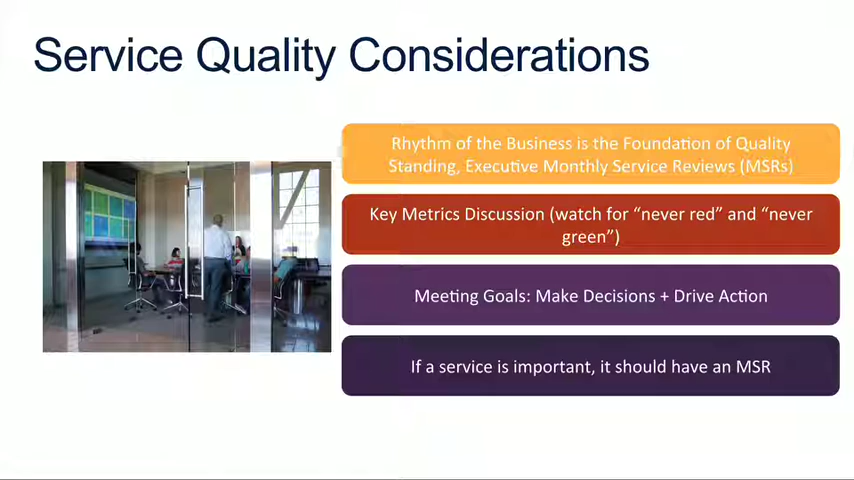 Service Quality Considerations
Rhythm of the Business is the Foundation of Quality
Standing, Executive Monthly Service Reviews (MSRs)
Key Metrics Discussion (watch for “never red” and “never
green”)
Meeting Goals: Make Decisions + Drive Action
If a service is important, it should have an MSR